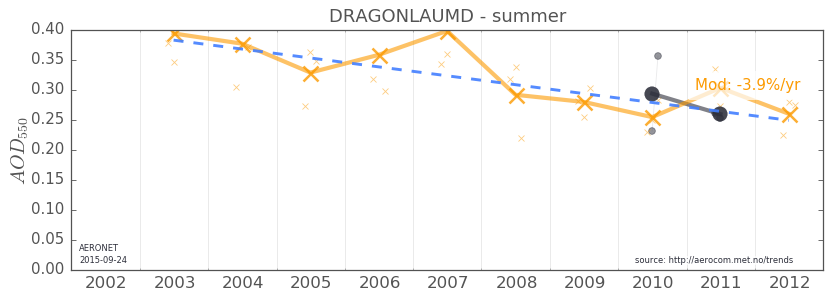 DRAGONLAUMD - summer
0.40
0.35
0.30
0.25
0.20
0.15
0.10
0.05
0.00
AOD550
Mod: -3.9%/yr
AERONET
2015-09-24
source: http://aerocom.met.no/trends
2002 2003 2004 2005 2006 2007 2008 2009 2010 2011 2012